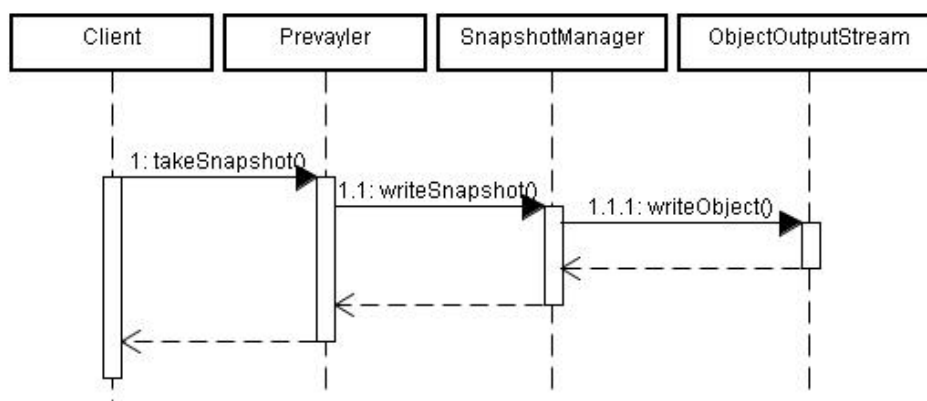 Client
Prevayler
SnapshotManager
ObjectOutputStream
1: takeSnapshot()
1.1: writeSnapshot()
1.1.1: writeObject()